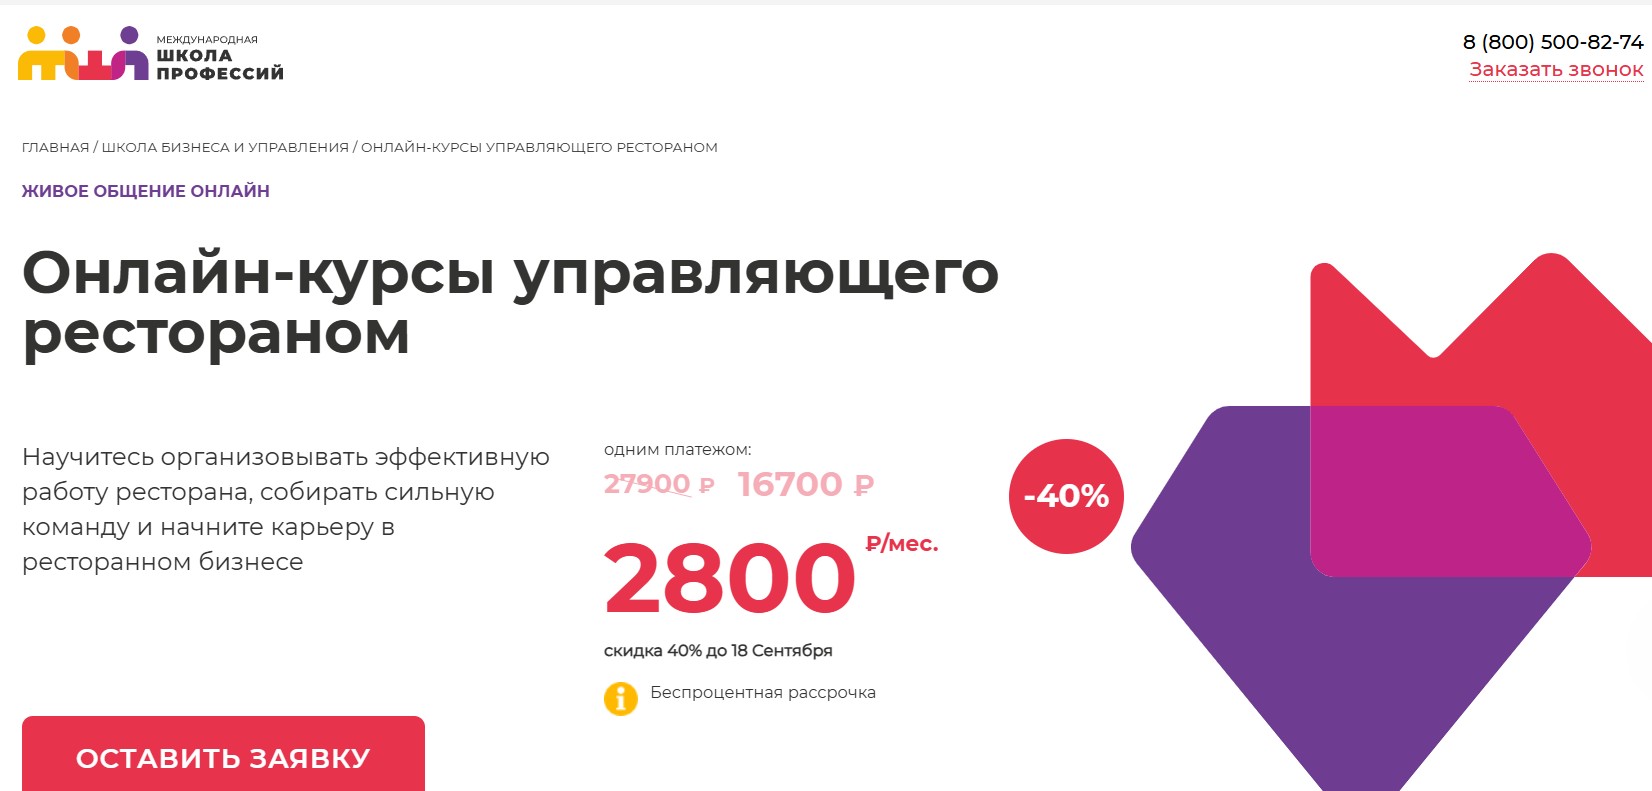 МЕЖДУНАРОДНАЯ
ШКОЛА
ПРОФЕССИЙ
8 (800) 500-82-74
Заказать звонок
ГЛАВНАЯ / ШКОЛА БИЗНЕСА И УПРАВЛЕНИЯ / ОНЛАЙН-КУРСЫ УПРАВЛЯЮЩЕГО РЕСТОРАНОМ
ЖИВОЕ ОБЩЕНИЕ ОНЛАЙН
Онлайн-курсы управляющего
рестораном
Научитесь организовывать эффективную
работу ресторана, собирать сильную
команду и начните карьеру в
ресторанном бизнесе
одним платежом:
27900 ₽ 16700 ₽
2800 ₽/мес.
-40%
скидка 40% до 18 Сентября
Беспроцентная рассрочка
ОСТАВИТЬ ЗАЯВКУ